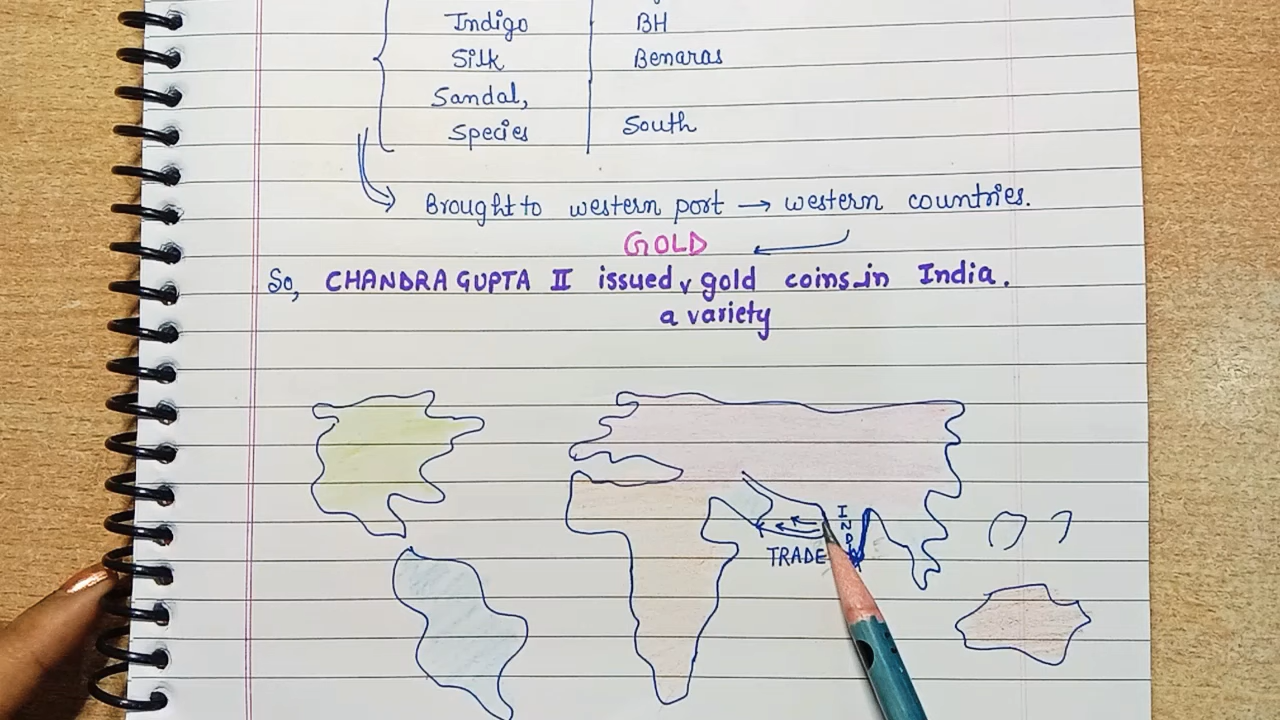 Indigo BH
Silk Benaras
Sandal,
Species South
Brought to western port → western countries.
GOLD
So, CHANDRA GUPTA II issued gold coins in India.
a variety
INDIA
TRADE